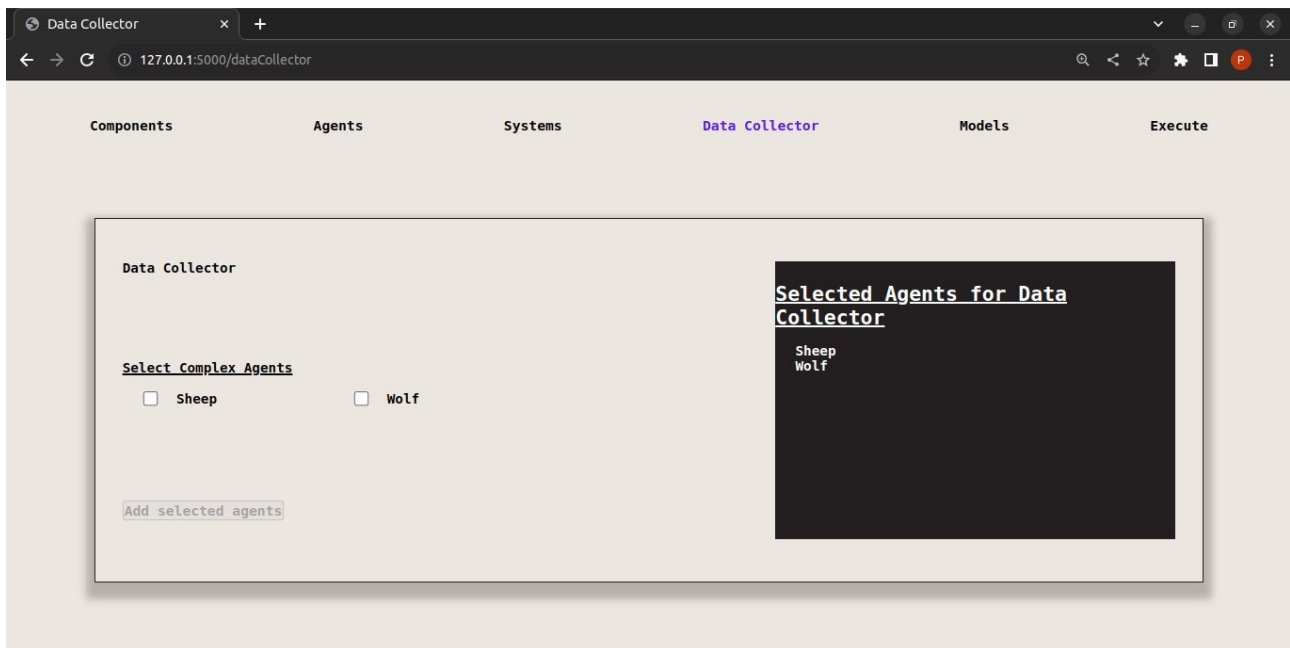 Data Collector
127.0.0.1:5000/dataCollector
P
Components Agents Systems Data Collector Models Execute
Data Collector
Select Complex Agents
Sheep Wolf
Add selected agents
Selected Agents for Data
Collector
Sheep
Wolf